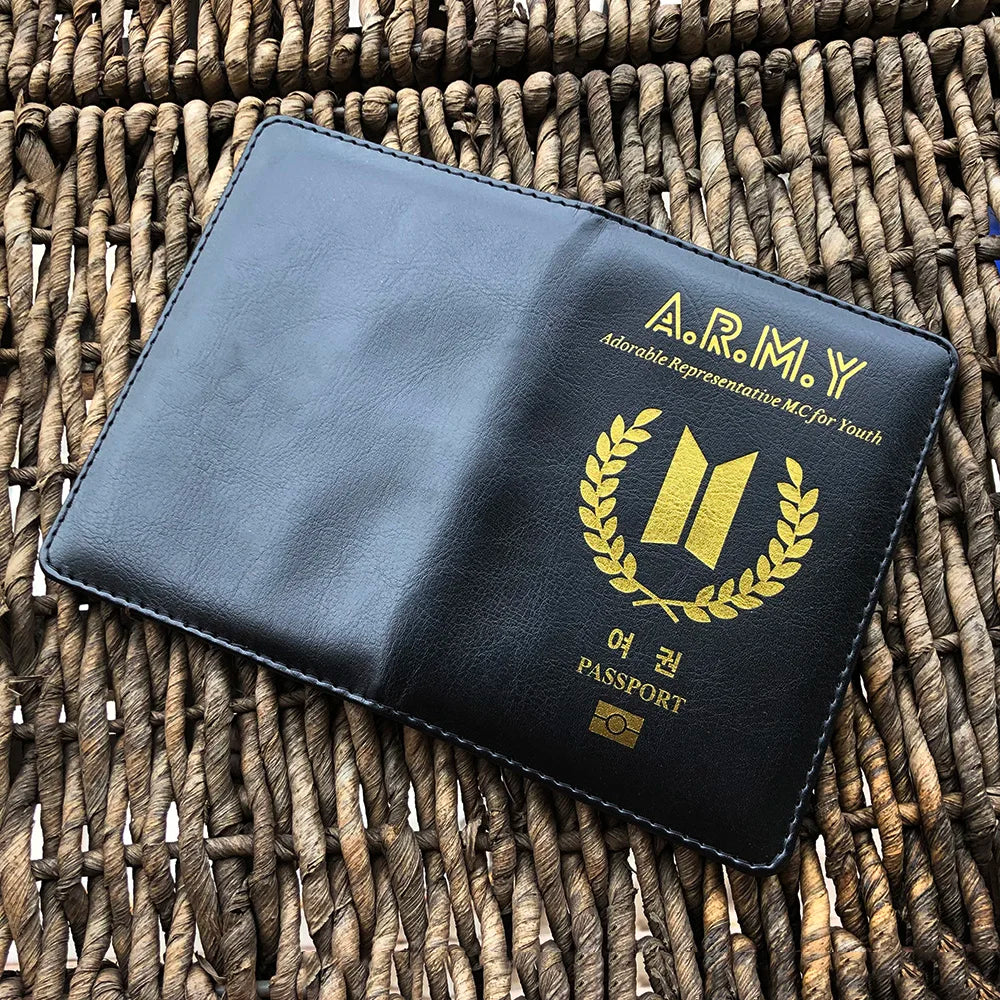 A.R.M.Y
Adorable Representative M.C for Youth
여 권
PASSPORT